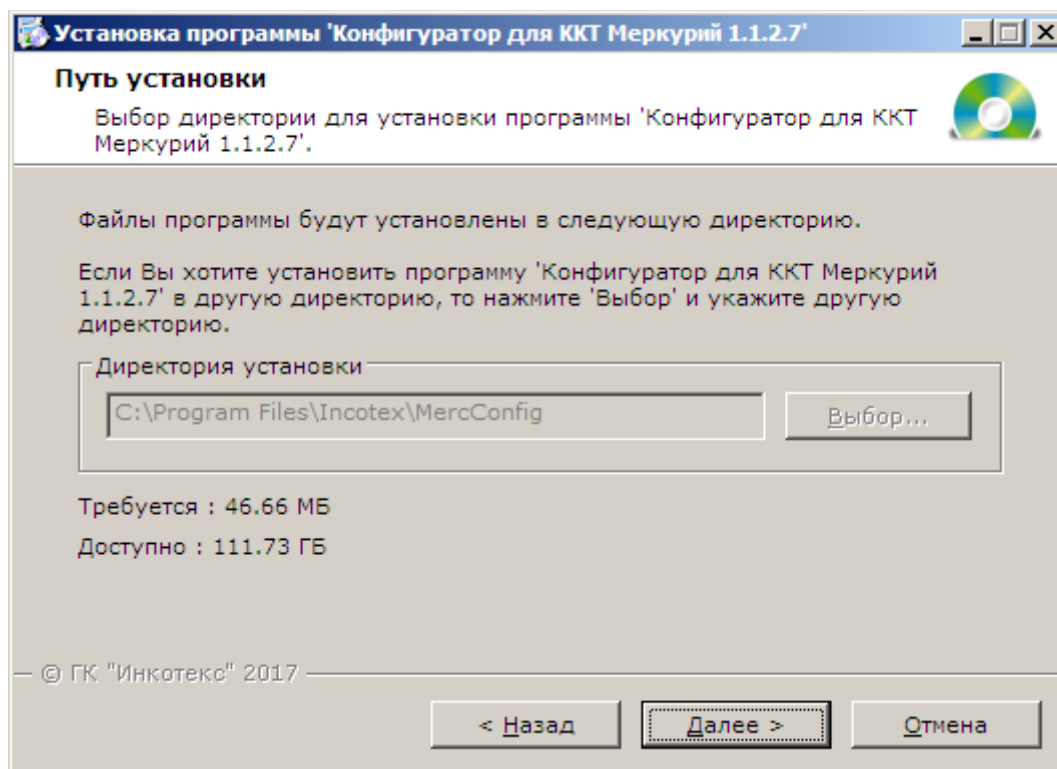 Установка программы 'Конфигуратор для ККТ Меркурий 1.1.2.7'
Путь установки
Выбор директории для установки программы 'Конфигуратор для ККТ
Меркурий 1.1.2.7'.
Файлы программы будут установлены в следующую директорию.
Если Вы хотите установить программу 'Конфигуратор для ККТ Меркурий
1.1.2.7' в другую директорию, то нажмите 'Выбор' и укажите другую
директорию.
Директория установки
C:\Program Files\Incotex\MercConfig
Выбор...
Требуется : 46.66 МБ
Доступно : 111.73 ГБ
© ГК "Инкотекс" 2017
< Назад
Далее >
Отмена